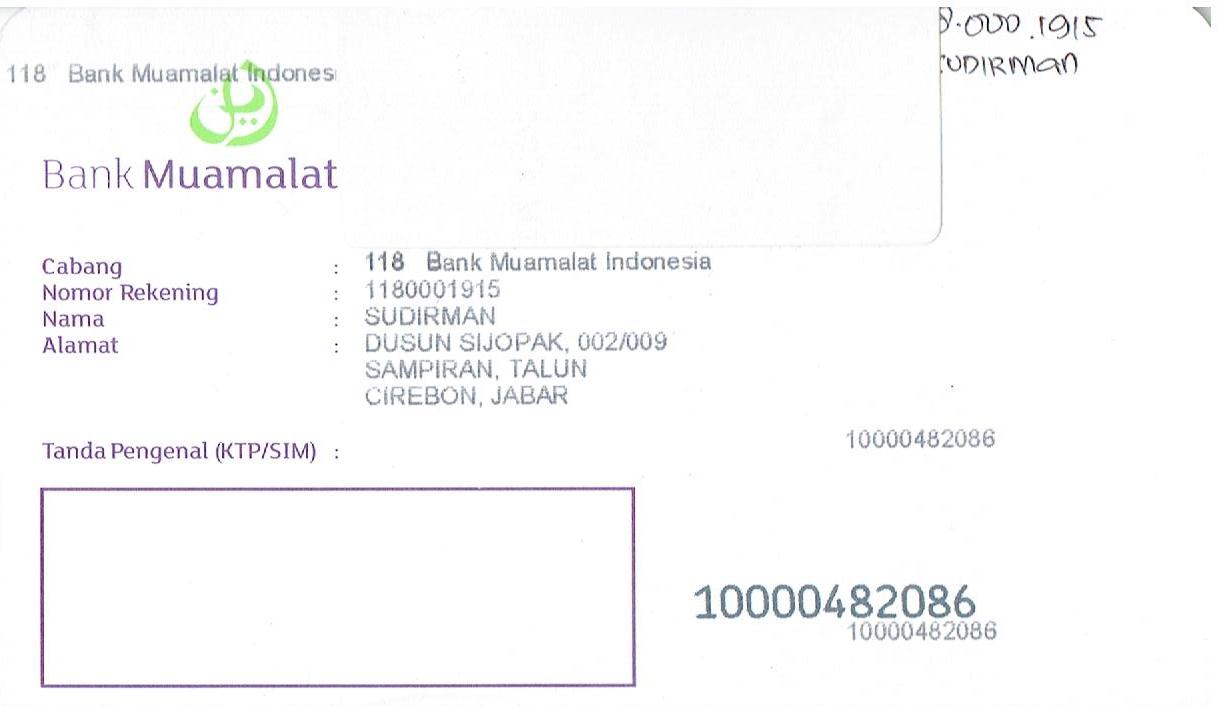 8.000.1915
SUDIRMAN
118 Bank Muamalat Indones
Bank Muamalat
Cabang : 118 Bank Muamalat Indonesia
Nomor Rekening : 1180001915
Nama : SUDIRMAN
Alamat : DUSUN SIJOPAK, 002/009
SAMPIRAN, TALUN
CIREBON, JABAR
10000482086
Tanda Pengenal (KTP/SIM) :
10000482086
10000482086